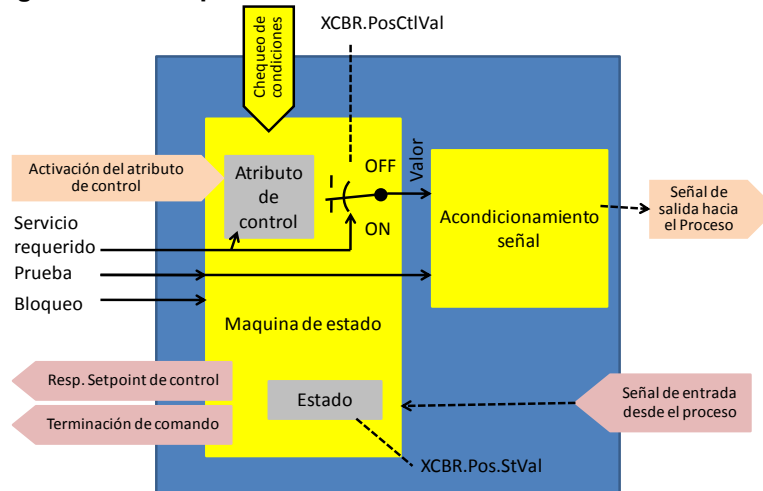 XCBR.PosCtlVal
Chequeo de
condiciones
Activación del atributo
de control
Atributo
de
control
OFF
ON
Valor
Acondicionamiento
señal
Señal de
salida hacia
el Proceso
Servicio
requerido
Prueba
Bloqueo
Maquina de estado
Resp. Setpoint de control
Terminación de comando
Estado
Señal de entrada
desde el proceso
XCBR.Pos.StVal